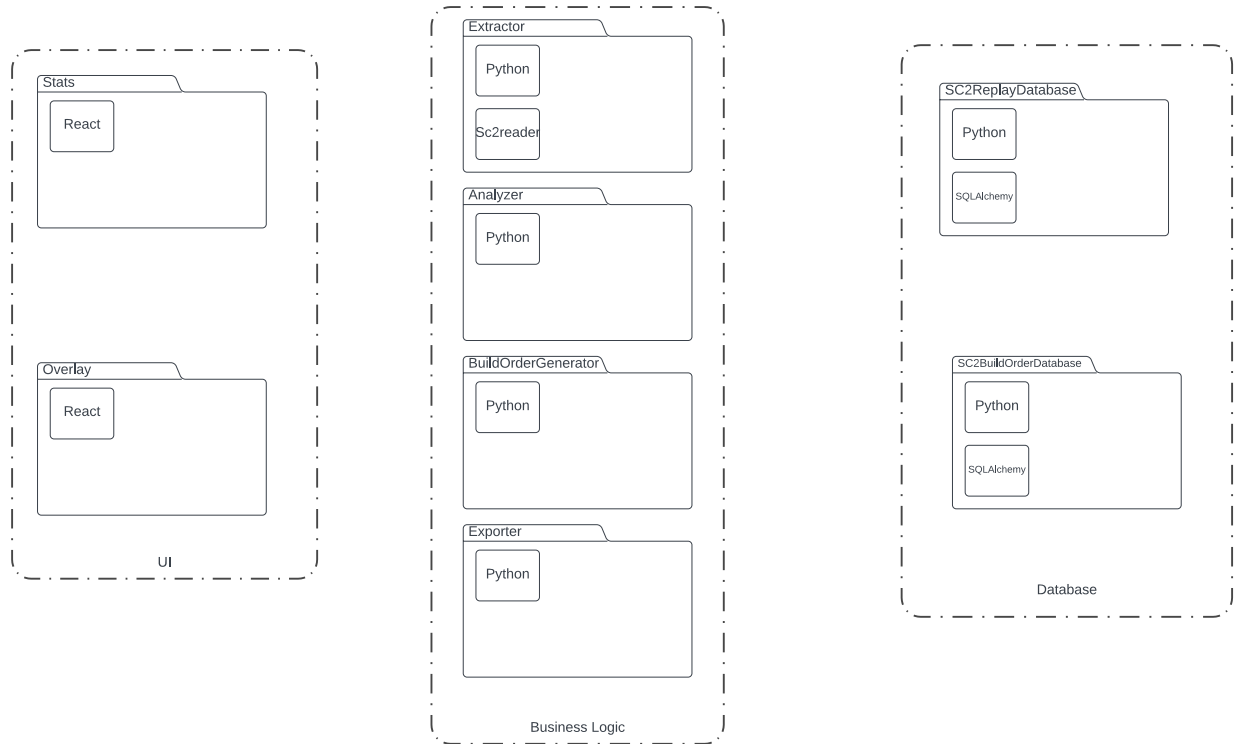 Stats
React
Overlay
React
UI
Extractor
Python
Sc2reader
Analyzer
Python
BuildOrderGenerator
Python
Exporter
Python
Business Logic
SC2ReplayDatabase
Python
SQLAlchemy
SC2BuildOrderDatabase
Python
SQLAlchemy
Database